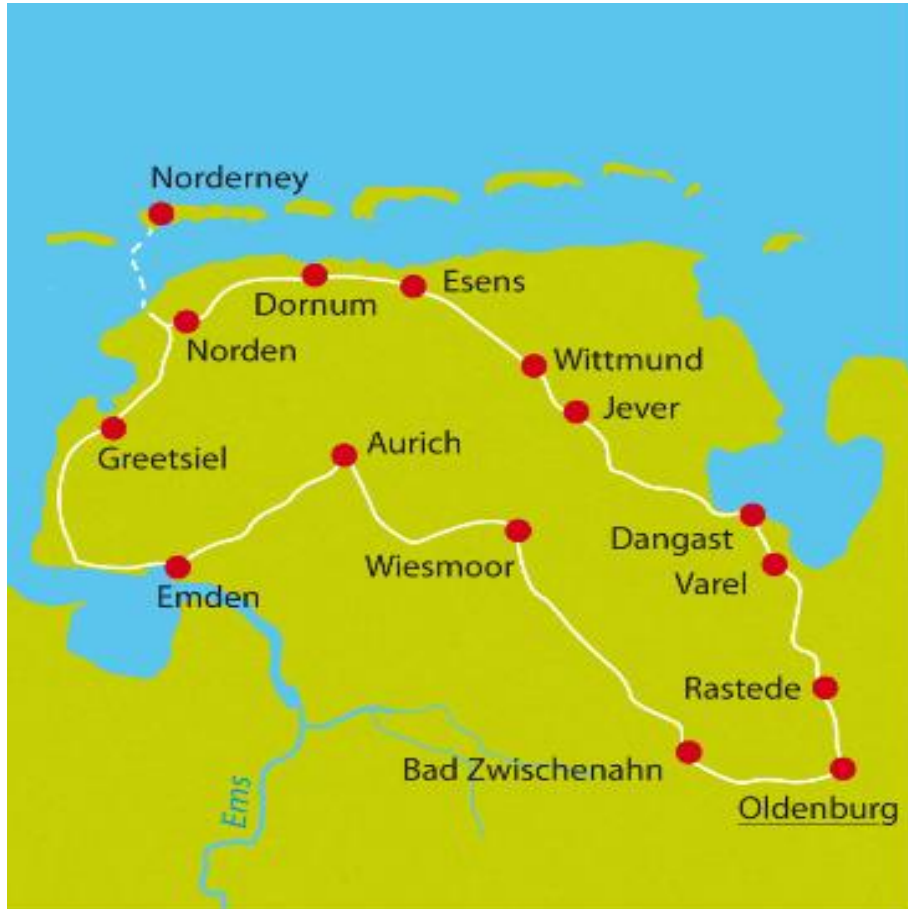 Norderney
Esens
Dornum
Norden
Wittmund
Jever
Aurich
Greetsiel
Dangast
Wiesmoor
Varel
Emden
Rastede
Bad Zwischenahn
Ems
Oldenburg